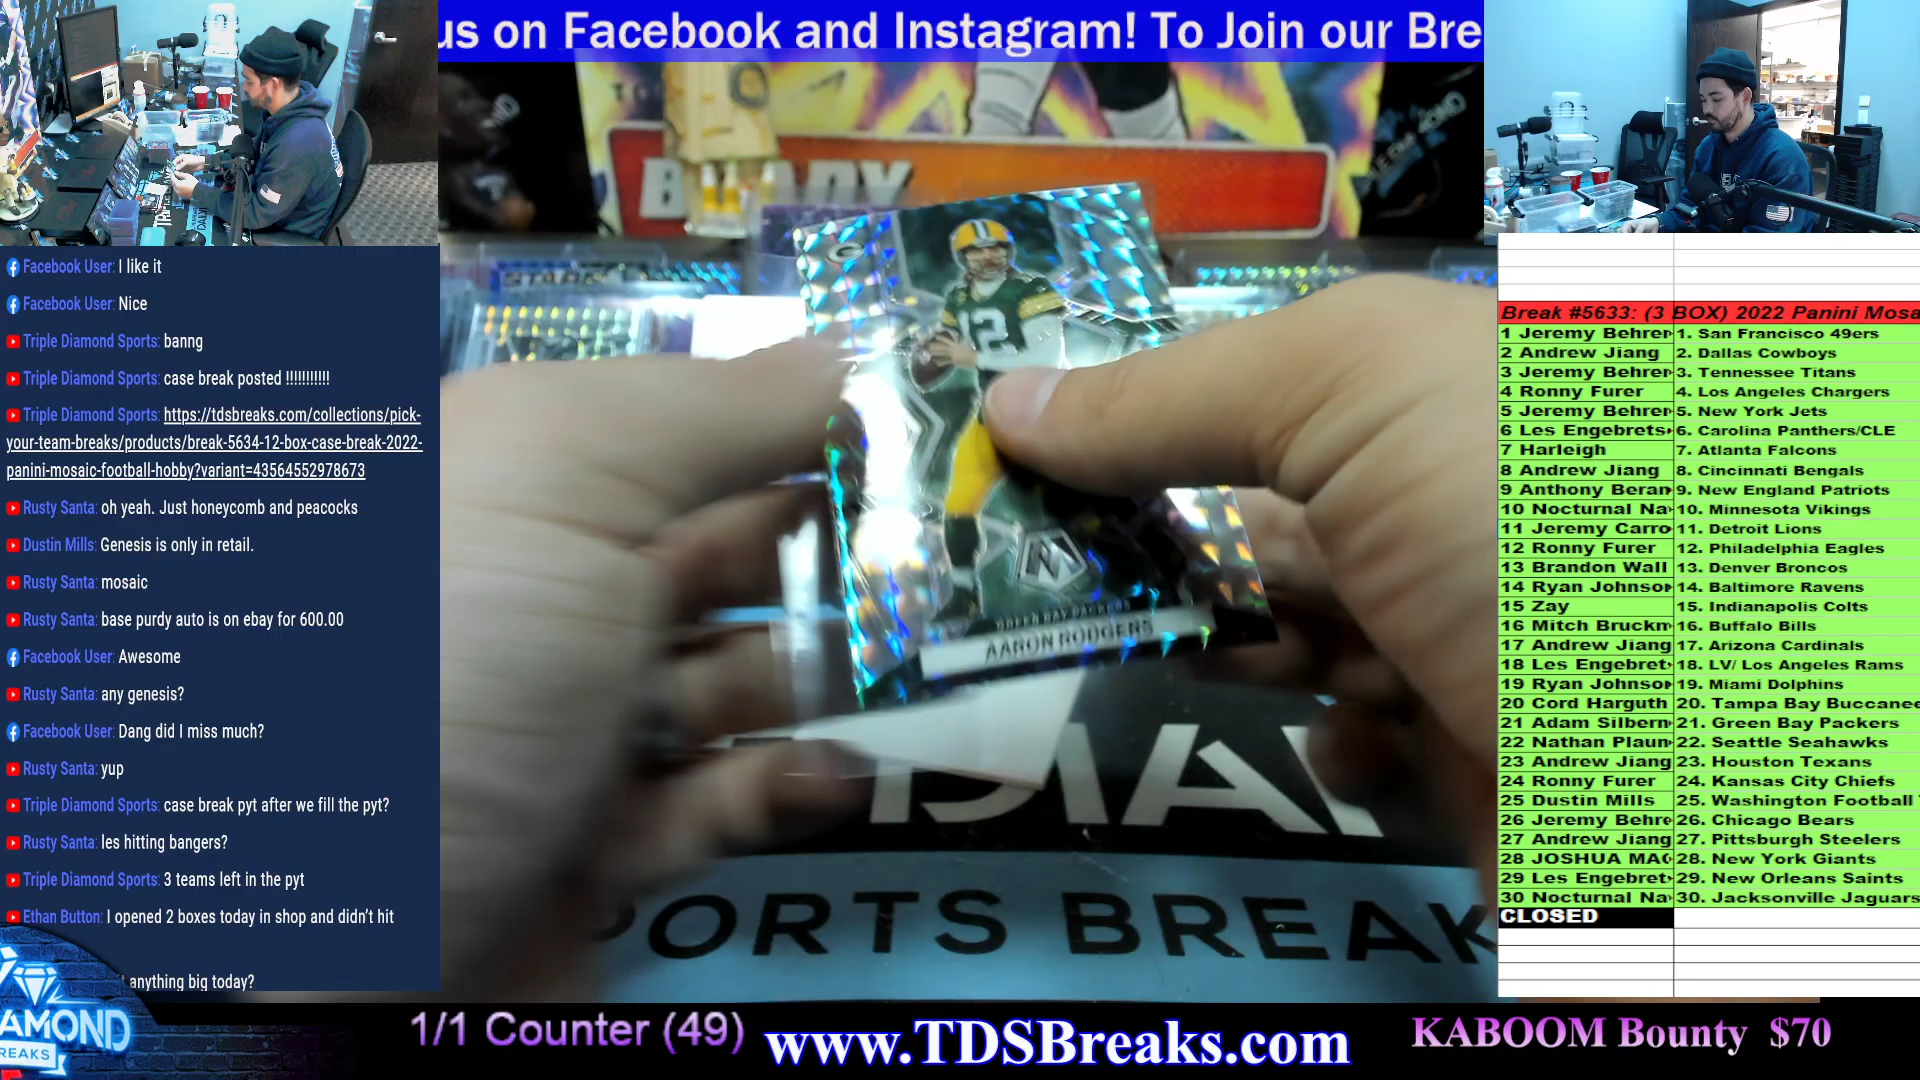 us on Facebook and Instagram! To Join our Bre
Facebook User: I like it
Facebook User: Nice
Triple Diamond Sports: banng
Triple Diamond Sports: case break posted !!!!!!!!!!!
Triple Diamond Sports: https://tdsbreaks.com/collections/pick-
your-team-breaks/products/break-5634-12-box-case-break-2022-
panini-mosaic-football-hobby?variant=43564552978673
Rusty Santa: oh yeah. Just honeycomb and peacocks
Dustin Mills: Genesis is only in retail.
Rusty Santa: mosaic
Rusty Santa: base purdy auto is on ebay for 600.00
Facebook User: Awesome
Rusty Santa: any genesis?
Facebook User: Dang did I miss much?
Rusty Santa: yup
Triple Diamond Sports: case break pyt after we fill the pyt?
Rusty Santa: les hitting bangers?
Triple Diamond Sports: 3 teams left in the pyt
Ethan Button: I opened 2 boxes today in shop and didn't hit
anything big today?
AMOND
REAKS
12
GREEN BAY PACKERS
AARON RODGERS
DIAM
PORTS BREAK
Break #5633: (3 BOX) 2022 Panini Mosa
1 Jeremy Behrer 1. San Francisco 49ers
2 Andrew Jiang 2. Dallas Cowboys
3 Jeremy Behrer 3. Tennessee Titans
4 Ronny Furer 4. Los Angeles Chargers
5 Jeremy Behrer 5. New York Jets
6 Les Engebrets 6. Carolina Panthers/CLE
7 Harleigh 7. Atlanta Falcons
8 Andrew Jiang 8. Cincinnati Bengals
9 Anthony Beran 9. New England Patriots
10 Nocturnal Na 10. Minnesota Vikings
11 Jeremy Carro 11. Detroit Lions
12 Ronny Furer 12. Philadelphia Eagles
13 Brandon Wall 13. Denver Broncos
14 Ryan Johnson 14. Baltimore Ravens
15 Zay 15. Indianapolis Colts
16 Mitch Bruckm 16. Buffalo Bills
17 Andrew Jiang 17. Arizona Cardinals
18 Les Engebret 18. LV/ Los Angeles Rams
19 Ryan Johnson 19. Miami Dolphins
20 Cord Harguth 20. Tampa Bay Buccanee
21 Adam Silbern 21. Green Bay Packers
22 Nathan Plaun 22. Seattle Seahawks
23 Andrew Jiang 23. Houston Texans
24 Ronny Furer 24. Kansas City Chiefs
25 Dustin Mills 25. Washington Football
26 Jeremy Behre 26. Chicago Bears
27 Andrew Jiang 27. Pittsburgh Steelers
28 JOSHUA MAC 28. New York Giants
29 Les Engebret 29. New Orleans Saints
30 Nocturnal Na 30. Jacksonville Jaguars
CLOSED
1/1 Counter (49)
www.TDSBreaks.com
KABOOM Bounty $70